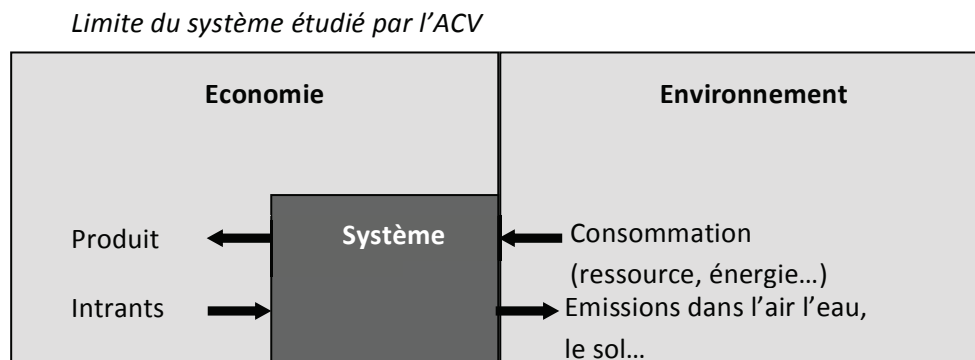 Limite du système étudié par l’ACV
Economie
Environnement
Produit
Système
Consommation
(ressource, énergie…)
Intrants
Emissions dans l’air l’eau,
le sol…